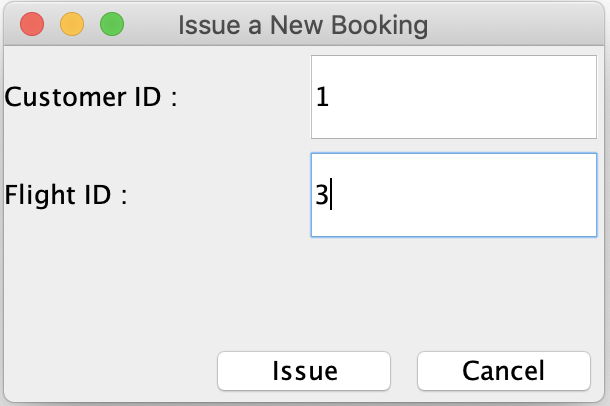 Issue a New Booking
Customer ID : 1
Flight ID : 3
Issue Cancel